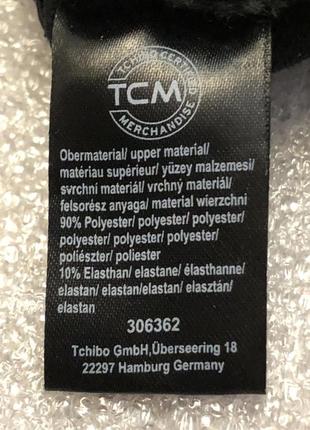 TCHIBO CERTIFIED
TCM
MERCHANDISE
Obermaterial/ upper material/
matériau supérieur/ yüzey malzemesi/
svrchní materiál/ vrchný materiál/
felsorész anyaga/ material wierzchni
90% Polyester/ polyester/ polyester/
polyester/ polyester/ polyester/
poliészter/ poliester
10% Elasthan/ elastane/ élasthanne/
elastan/ elastan/elastan/ elasztán/
elastan
306362
Tchibo GmbH,Überseering 18
22297 Hamburg Germany